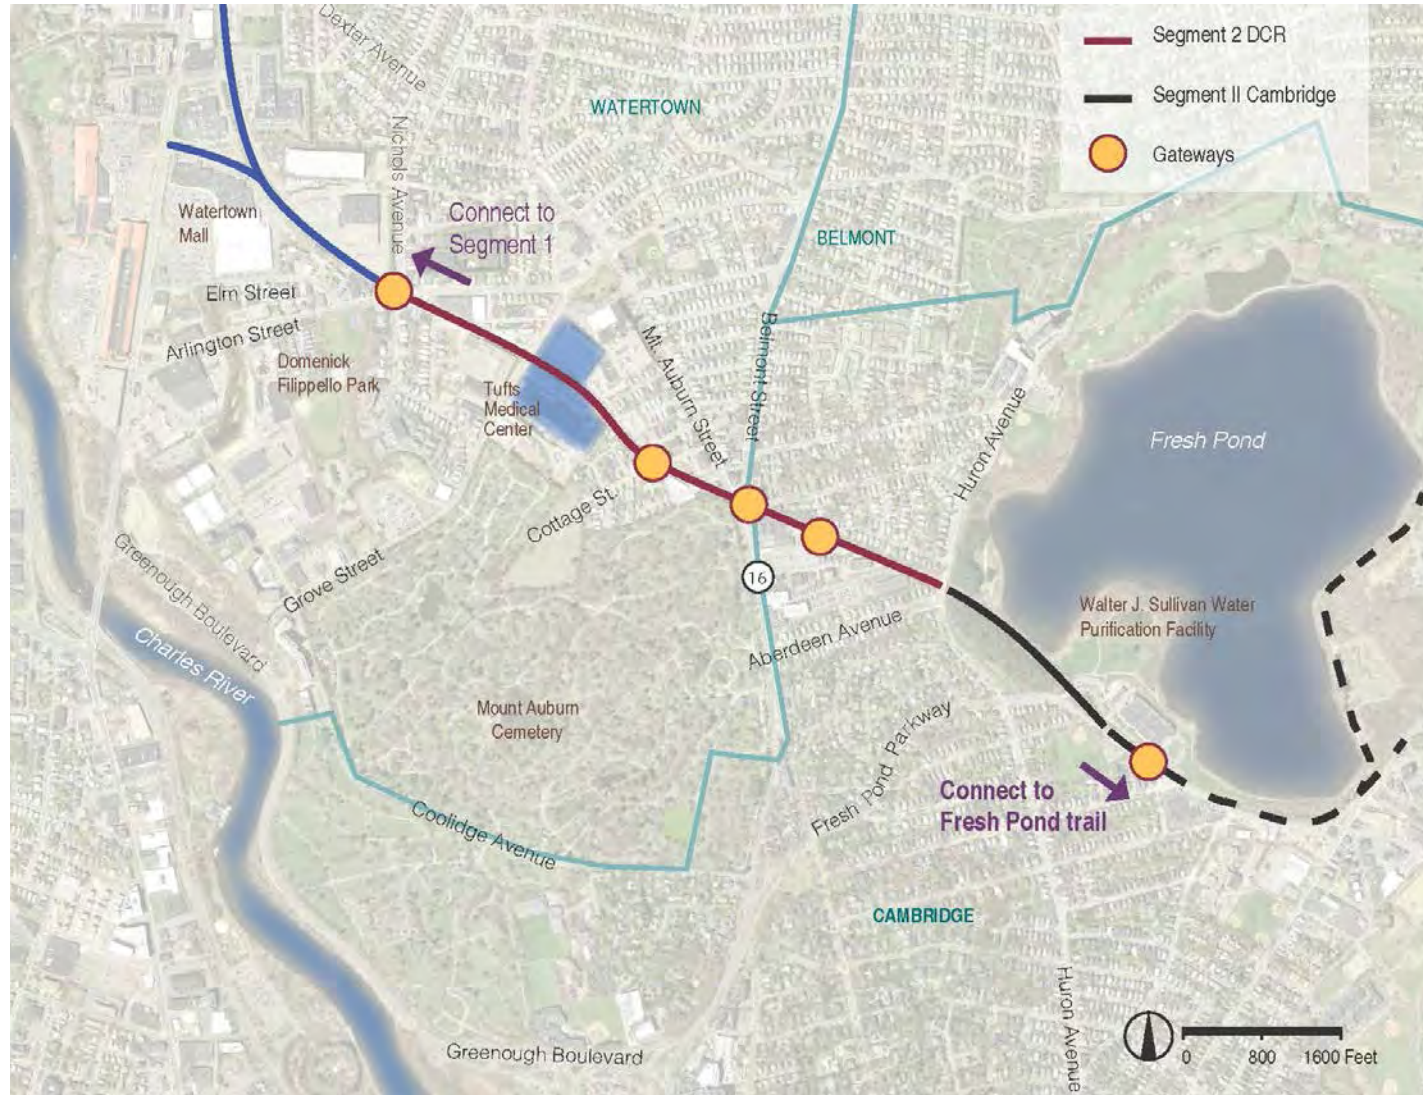 Segment 2 DCR
Segment II Cambridge
Gateways
Dexter Avenue
WATERTOWN
Nichols Avenue
Watertown
Mall
Connect to
Segment 1
BELMONT
Elm Street
Arlington Street
Domenick
Filippello Park
Tufts
Medical
Center
Mt. Auburn Street
Belmont Street
Huron Avenue
Fresh Pond
Cottage St.
Grove Street
Greenough Boulevard
Charles River
16
Aberdeen Avenue
Walter J. Sullivan Water
Purification Facility
Mount Auburn
Cemetery
Fresh Pond Parkway
Connect to
Fresh Pond trail
Coolidge Avenue
CAMBRIDGE
Huron Avenue
Greenough Boulevard
0 800 1600 Feet